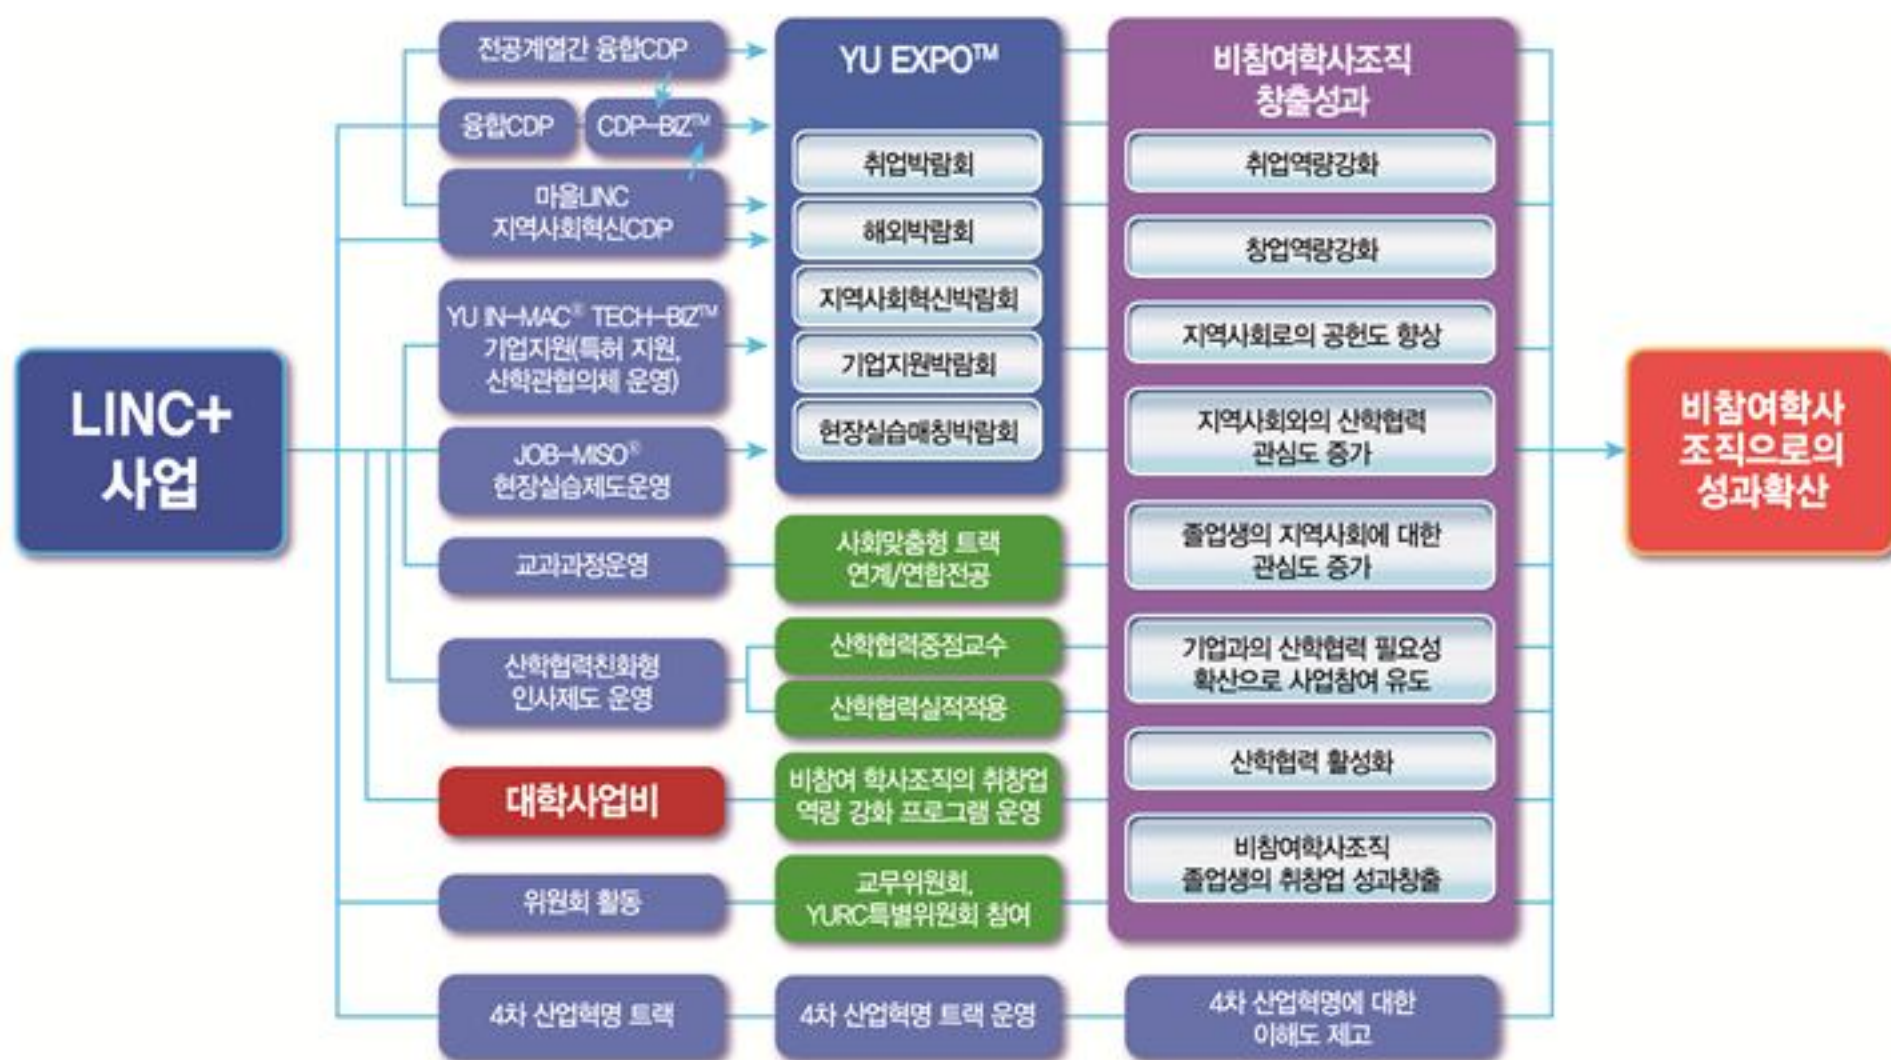 LINC+
사업
전공계열간 융합CDP
융합CDP
CDP-BIZ™
마을LINC
지역사회혁신CDP
YU IN-MAC® TECH-BIZ™
기업지원(특허 지원,
산학관협의체 운영)
JOB-MISO®
현장실습제도운영
교과과정운영
산학협력친화형
인사제도 운영
대학사업비
위원회 활동
4차 산업혁명 트랙
YU EXPO™
취업박람회
해외박람회
지역사회혁신박람회
기업지원박람회
현장실습매칭박람회
사회맞춤형 트랙
연계/연합전공
산학협력중점교수
산학협력실적적용
비참여 학사조직의 취창업
역량 강화 프로그램 운영
교무위원회,
YURC특별위원회 참여
4차 산업혁명 트랙 운영
비참여학사조직
창출성과
취업역량강화
창업역량강화
지역사회로의 공헌도 향상
지역사회와의 산학협력
관심도 증가
졸업생의 지역사회에 대한
관심도 증가
기업과의 산학협력 필요성
확산으로 사업참여 유도
산학협력 활성화
비참여학사조직
졸업생의 취창업 성과창출
4차 산업혁명에 대한
이해도 제고
비참여학사
조직으로의
성과확산